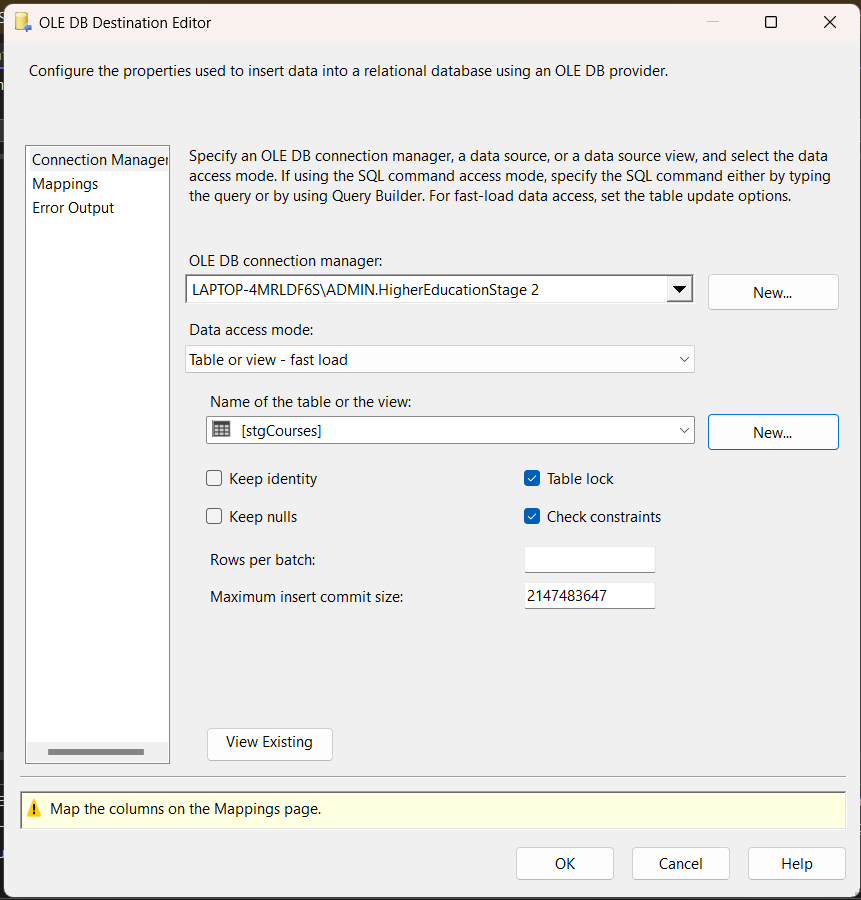 OLE DB Destination Editor
Configure the properties used to insert data into a relational database using an OLE DB provider.
Connection Manager
Mappings
Error Output
Specify an OLE DB connection manager, a data source, or a data source view, and select the data
access mode. If using the SQL command access mode, specify the SQL command either by typing
the query or by using Query Builder. For fast-load data access, set the table update options.
OLE DB connection manager:
LAPTOP-4MRLDF6S\ADMIN.HigherEducationStage 2
New...
Data access mode:
Table or view - fast load
Name of the table or the view:
[stgCourses]
New...
Keep identity
Table lock
Keep nulls
Check constraints
Rows per batch:
Maximum insert commit size:
2147483647
View Existing
Map the columns on the Mappings page.
OK
Cancel
Help